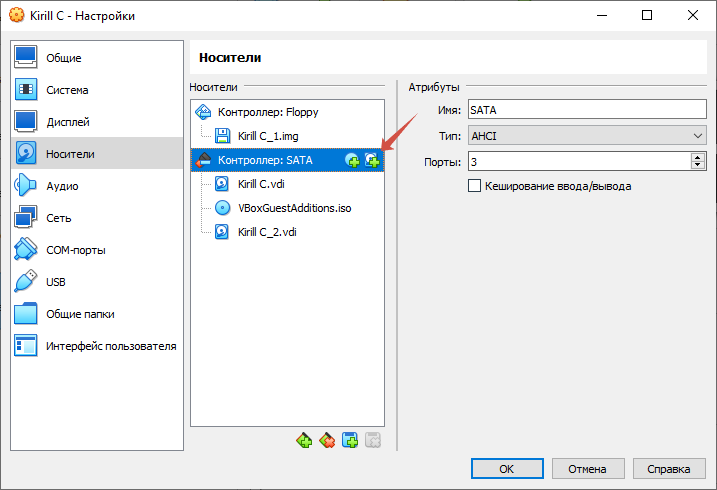 Kirill C - Настройки
Общие
Система
Дисплей
Носители
Аудио
Сеть
COM-порты
USB
Общие папки
Интерфейс пользователя
Носители
Носители
Контроллер: Floppy
Kirill C_1.img
Контроллер: SATA
Kirill C.vdi
VBoxGuestAdditions.iso
Kirill C_2.vdi
Атрибуты
Имя: SATA
Тип: AHCI
Порты: 3
Кеширование ввода/вывода
OK Отмена Справка